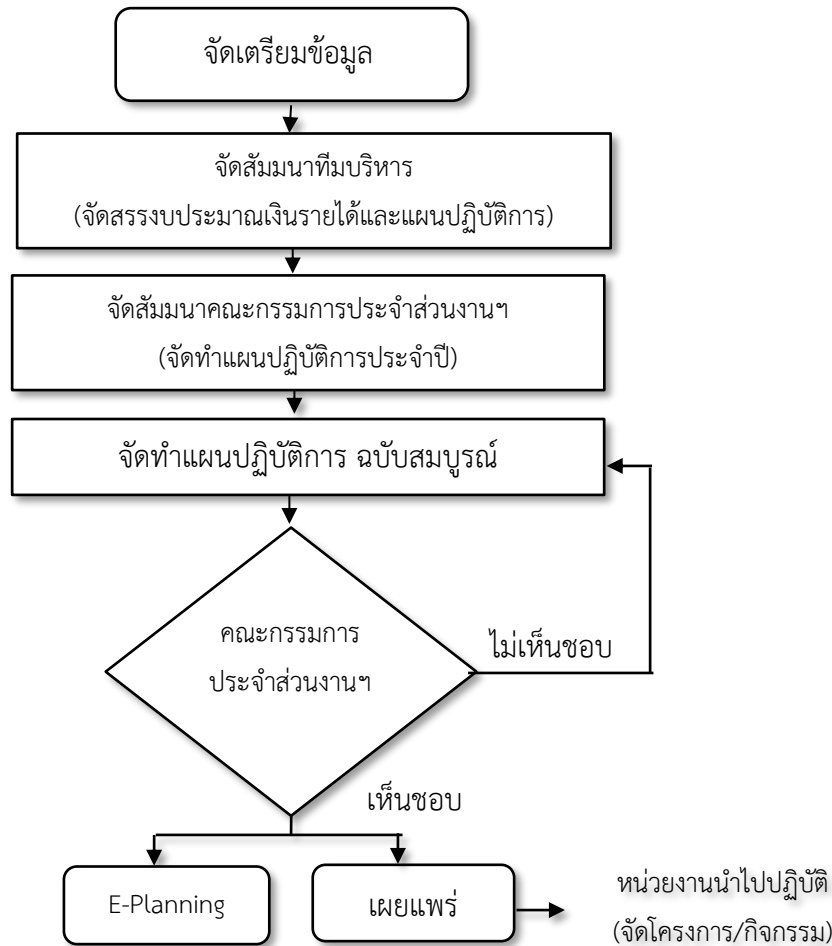 จัดเตรียมข้อมูล
จัดสัมมนาทีมบริหาร
(จัดสรรงบประมาณเงินรายได้และแผนปฏิบัติการ)
จัดสัมมนาคณะกรรมการประจำส่วนงานฯ
(จัดทำแผนปฏิบัติการประจำปี)
จัดทำแผนปฏิบัติการ ฉบับสมบูรณ์
คณะกรรมการ
ประจำส่วนงานฯ
ไม่เห็นชอบ
เห็นชอบ
E-Planning
เผยแพร่
หน่วยงานนำไปปฏิบัติ
(จัดโครงการ/กิจกรรม)